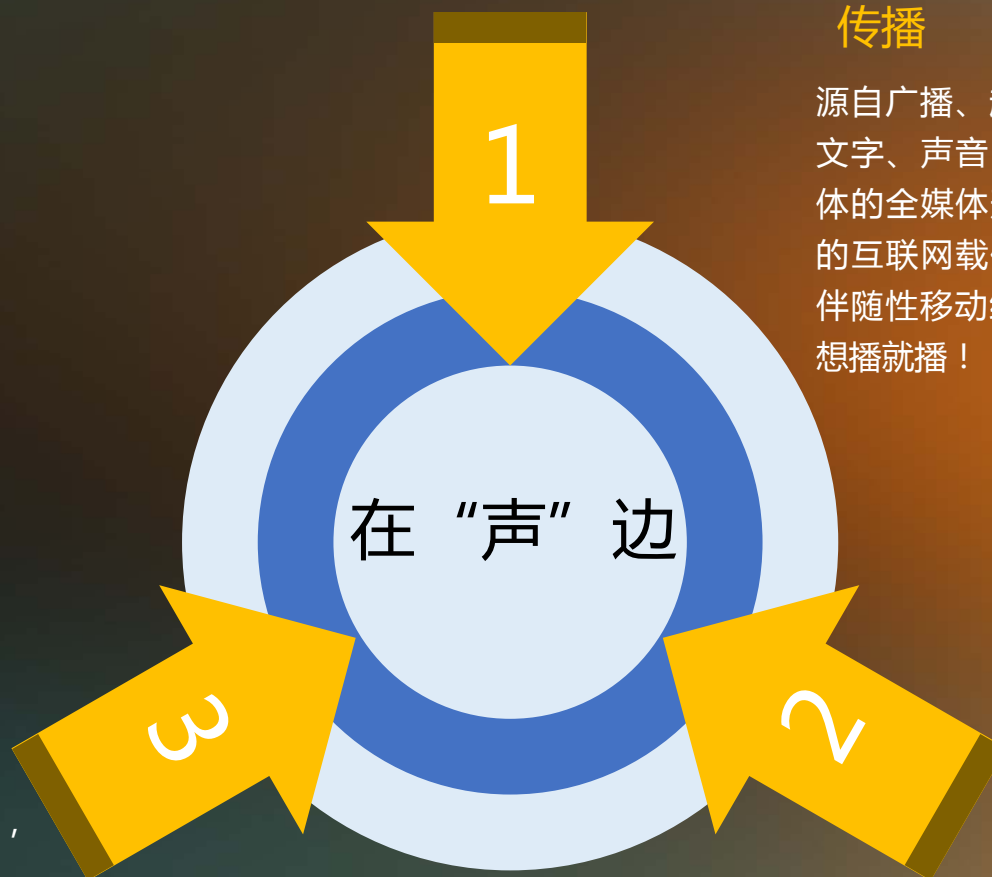 传播
源自广播、
文字、声音
体的全媒体
的互联网载
伴随性移动
想播就播！
1
在“声”边
3
2
，